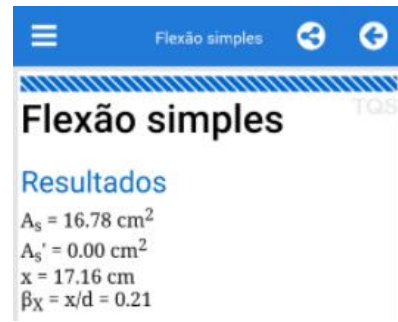 Flexão simples
TQS
Flexão simples
Resultados
Aₛ = 16.78 cm²
Aₛ' = 0.00 cm²
x = 17.16 cm
βX = x/d = 0.21